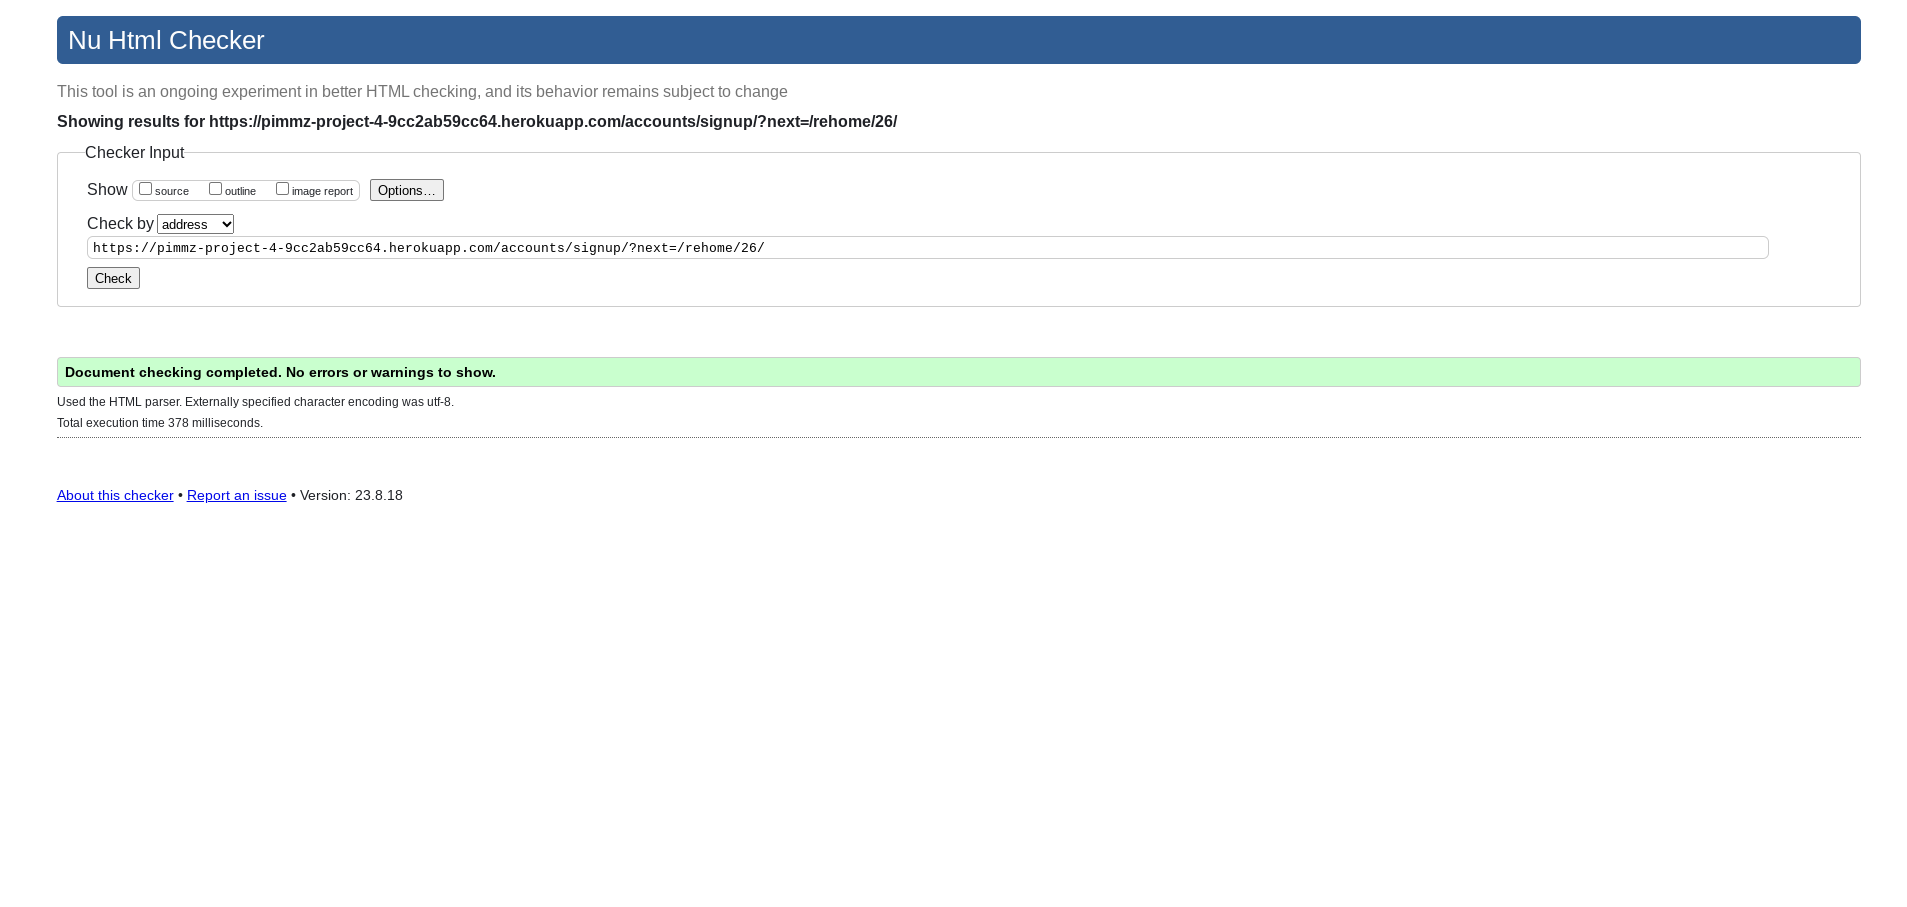 Nu Html Checker
This tool is an ongoing experiment in better HTML checking, and its behavior remains subject to change
Showing results for https://pimmz-project-4-9cc2ab59cc64.herokuapp.com/accounts/signup/?next=/rehome/26/
Checker Input
Show source outline image report Options...
Check by address
https://pimmz-project-4-9cc2ab59cc64.herokuapp.com/accounts/signup/?next=/rehome/26/
Check
Document checking completed. No errors or warnings to show.
Used the HTML parser. Externally specified character encoding was utf-8.
Total execution time 378 milliseconds.
About this checker • Report an issue • Version: 23.8.18